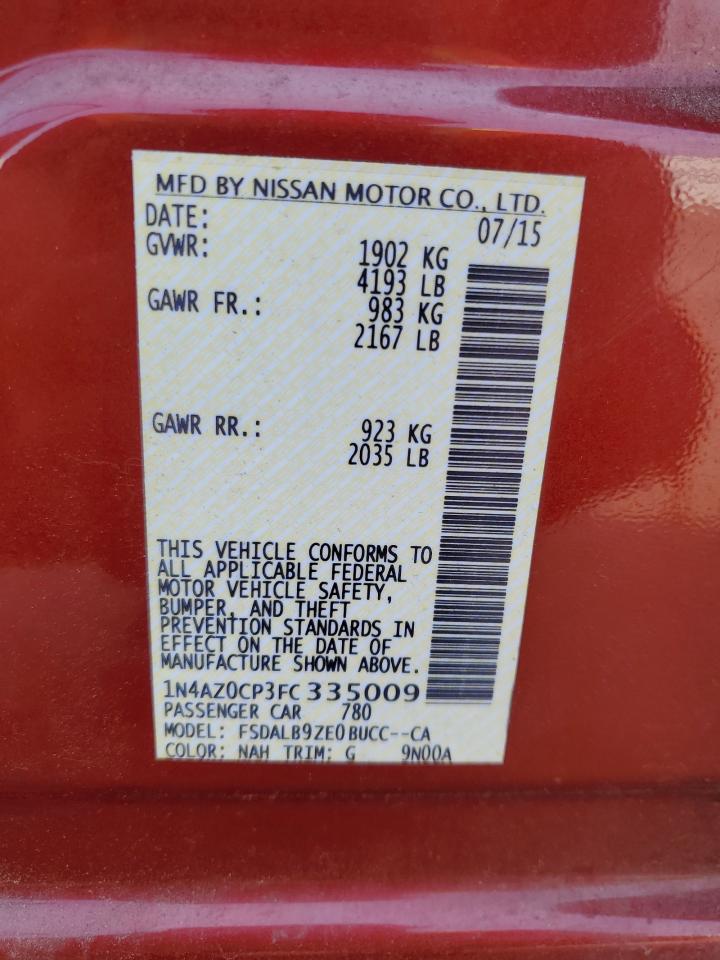 MFD BY NISSAN MOTOR CO., LTD.
DATE: 07/15
GVWR: 1902 KG
4193 LB
GAWR FR.: 983 KG
2167 LB
GAWR RR.: 923 KG
2035 LB
THIS VEHICLE CONFORMS TO
ALL APPLICABLE FEDERAL
MOTOR VEHICLE SAFETY,
BUMPER, AND THEFT
PREVENTION STANDARDS IN
EFFECT ON THE DATE OF
MANUFACTURE SHOWN ABOVE.
1N4AZ0CP3FC335009
PASSENGER CAR 780
MODEL: FSDALB9ZE0BUCC--CA
COLOR: NAH TRIM: G 9N00A